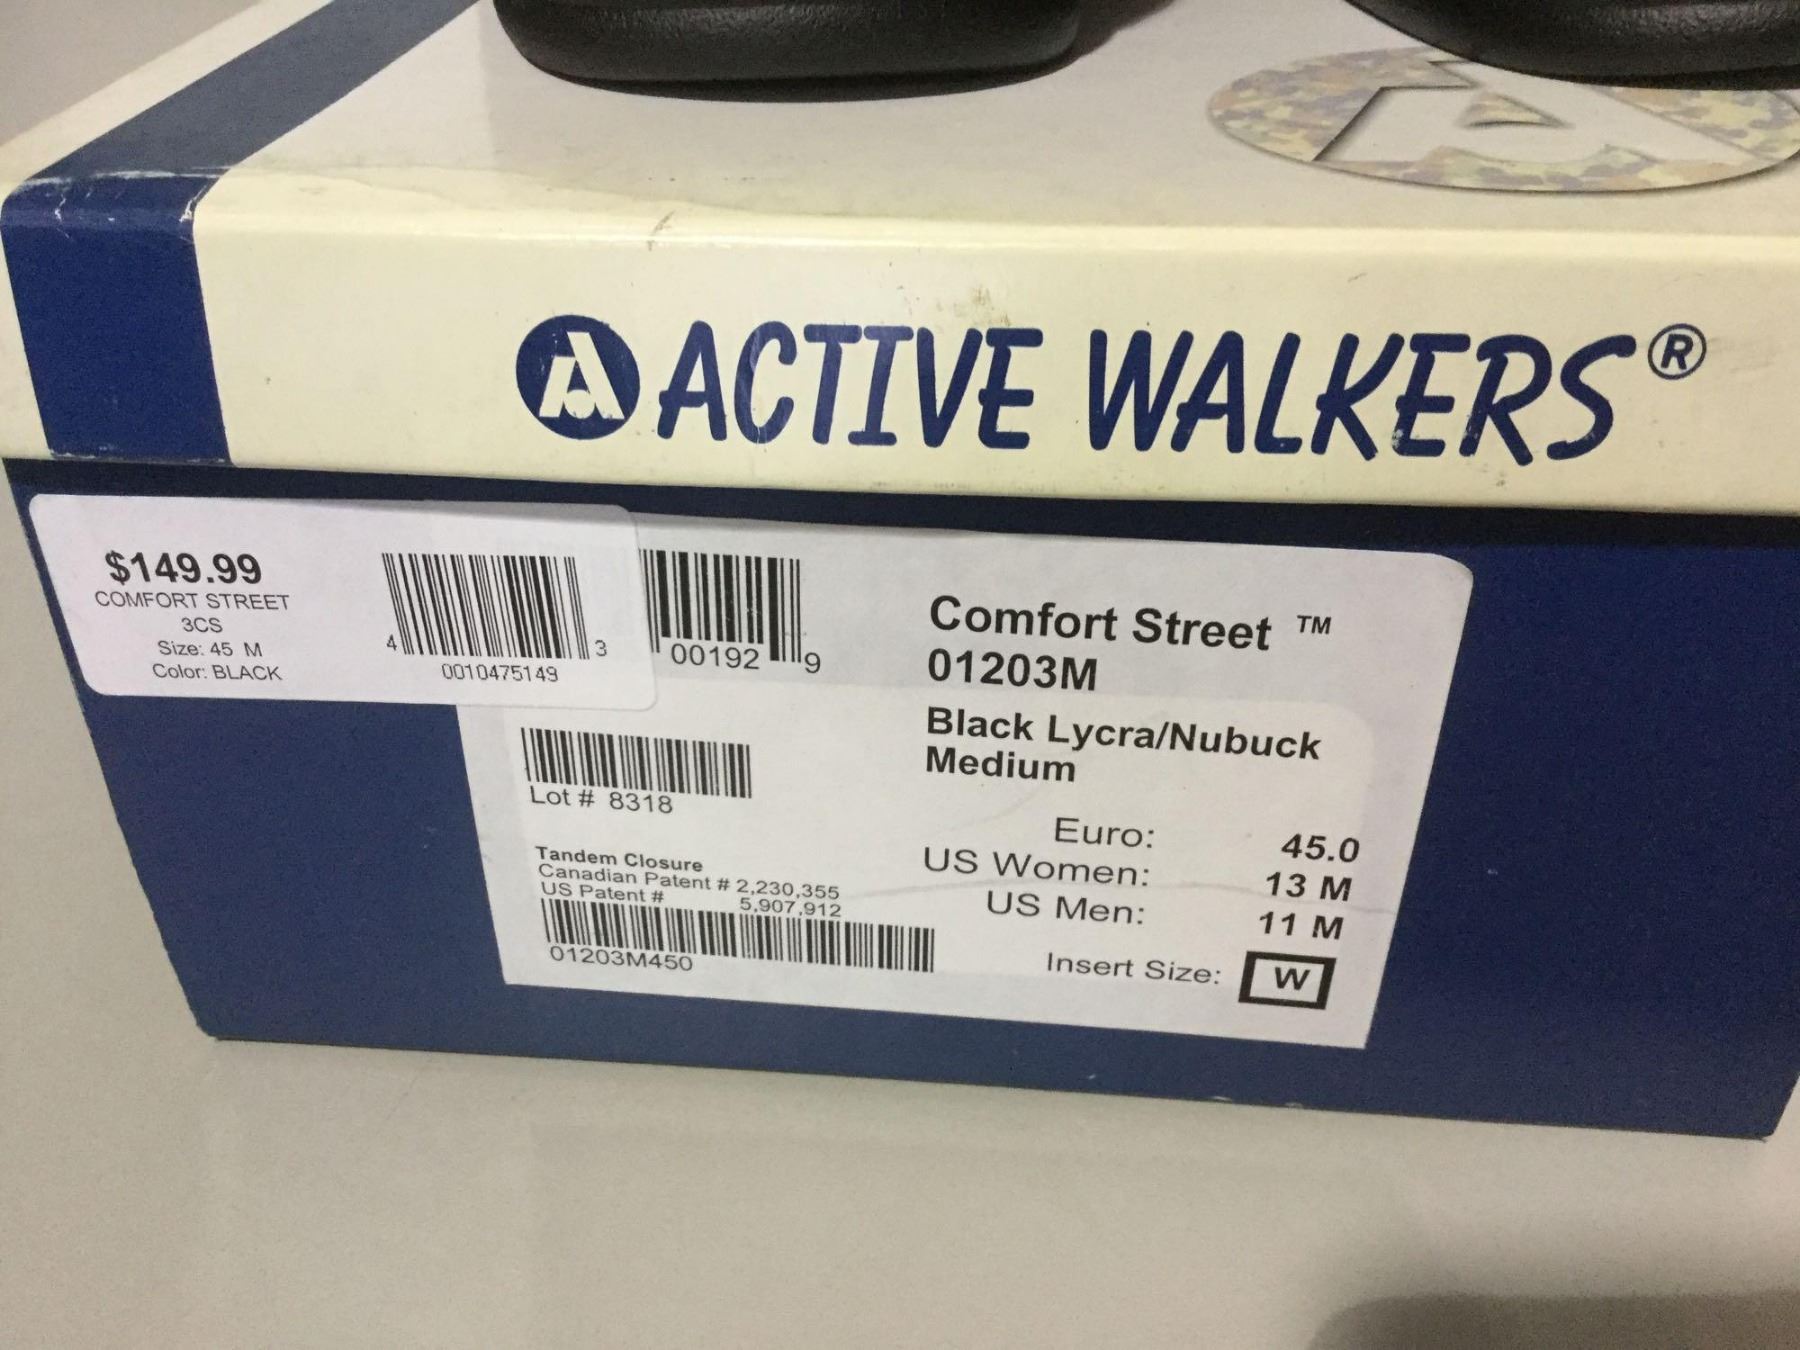 ACTIVE WALKERS®
$149.99
COMFORT STREET
3CS
Size: 45 M
Color: BLACK
4 0010475149 3
00192 9
Comfort Street ™
01203M
Black Lycra/Nubuck
Medium
Lot # 8318
Euro: 45.0
US Women: 13 M
US Men: 11 M
Insert Size: W
Tandem Closure
Canadian Patent # 2,230,355
US Patent # 5,907,912
01203M450